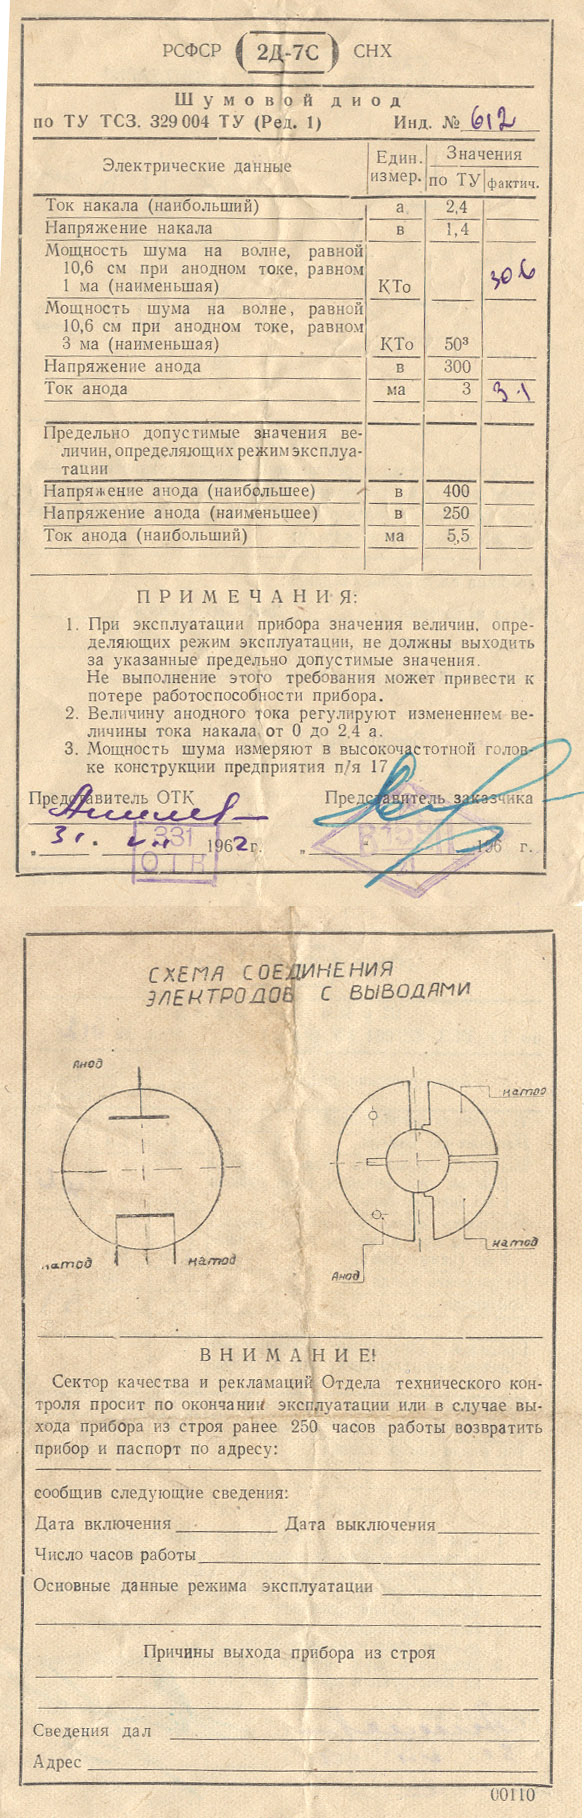 РСФСР 2Д-7С СНХ
Шумовой диод
по ТУ ТСЗ. 329 004 ТУ (Ред. 1) Инд. № 612
Электрические данные Един. измер. Значения
по ТУ фактич.
Ток накала (наибольший) а 2,4
Напряжение накала в 1,4
Мощность шума на волне, равной
10,6 см при анодном токе, равном
1 ма (наименьшая) КТо 306
Мощность шума на волне, равной
10,6 см при анодном токе, равном
3 ма (наименьшая) КТо 50³
Напряжение анода в 300
Ток анода ма 3 3.1
Предельно допустимые значения ве-
личин, определяющих режим эксплуа-
тации
Напряжение анода (наибольшее) в 400
Напряжение анода (наименьшее) в 250
Ток анода (наибольший) ма 5,5
ПРИМЕЧАНИЯ:
1. При эксплуатации прибора значения величин, опре-
деляющих режим эксплуатации, не должны выходить
за указанные предельно допустимые значения.
Не выполнение этого требования может привести к
потере работоспособности прибора.
2. Величину анодного тока регулируют изменением ве-
личины тока накала от 0 до 2,4 а.
3. Мощность шума измеряют в высокочастотной голов-
ке конструкции предприятия п/я 17
Представитель ОТК Представитель заказчика
„ 31. 1962 г. „ 196 г.
331
ОТК
СХЕМА СОЕДИНЕНИЯ
ЭЛЕКТРОДОВ С ВЫВОДАМИ
Анод
катод
катод катод
катод
Анод
ВНИМАНИЕ!
Сектор качества и рекламаций Отдела технического кон-
троля просит по окончании эксплуатации или в случае вы-
хода прибора из строя ранее 250 часов работы возвратить
прибор и паспорт по адресу:
сообщив следующие сведения:
Дата включения Дата выключения
Число часов работы
Основные данные режима эксплуатации
Причины выхода прибора из строя
Сведения дал
Адрес
00110